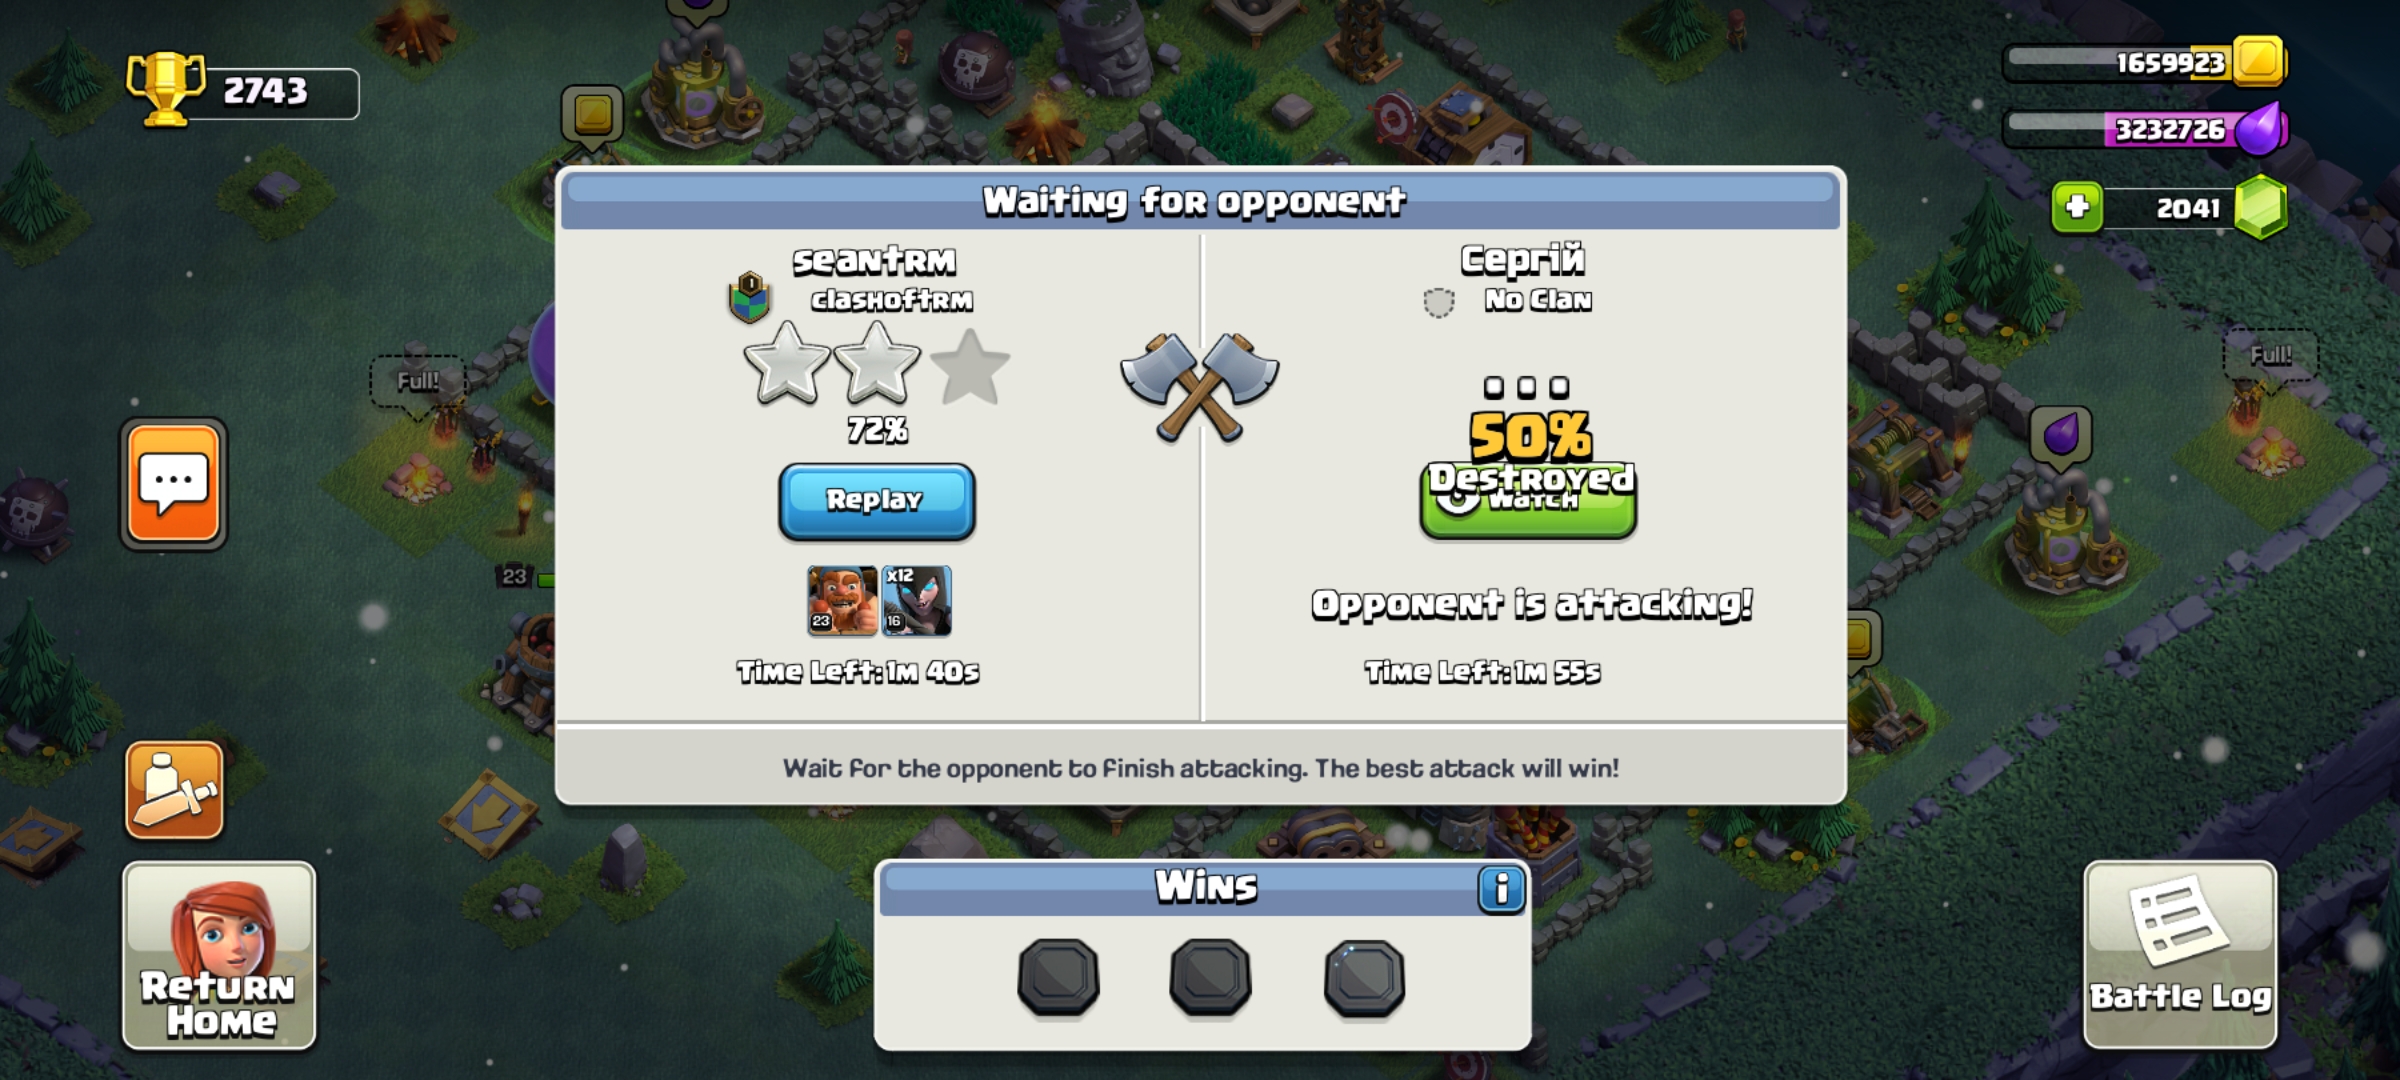 2743
1659923
3232726
2041
Waiting for opponent
seantrm
clashoftrm
1
72%
Replay
x12
23
16
Time Left: 1m 40s
Сергій
No Clan
50%
Destroyed
Watch
Opponent is attacking!
Time Left: 1m 55s
Wait for the opponent to finish attacking. The best attack will win!
Full!
Full!
23
Wins
i
Return
Home
Battle Log